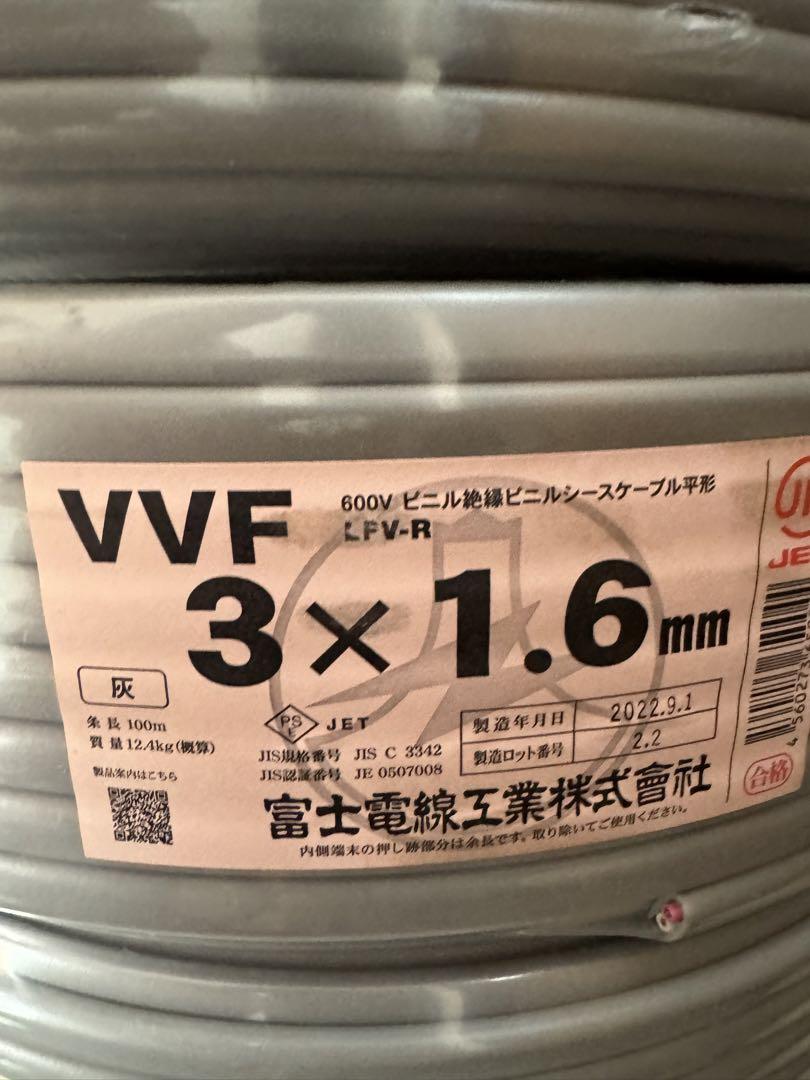 VVF
600V ビニル絶縁ビニルシースケーブル平形
LFV-R
3×1.6mm
灰
条長 100m
質量 12.4kg(概算)
製品案内はこちら
PS
E
JET
JIS規格番号 JIS C 3342
JIS認証番号 JE 0507008
製造年月日 2022.9.1
製造ロット番号 2.2
富士電線工業株式會社
内側端末の押し跡部分は余長です。取り除いてご使用ください。
合格